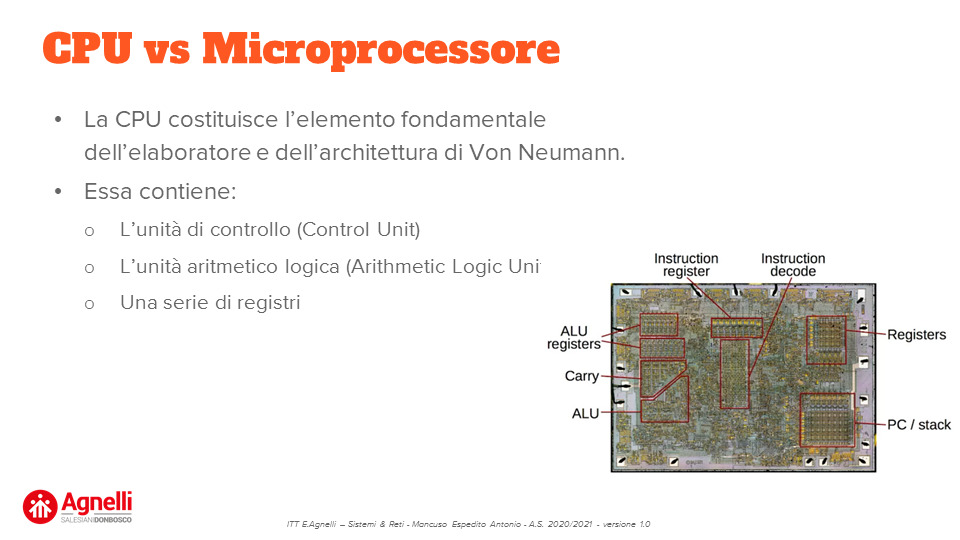 CPU vs Microprocessore
• La CPU costituisce l’elemento fondamentale
dell’elaboratore e dell’architettura di Von Neumann.
• Essa contiene:
o L’unità di controllo (Control Unit)
o L’unità aritmetico logica (Arithmetic Logic Uni
o Una serie di registri
Instruction
register
Instruction
decode
ALU
registers
Carry
ALU
Registers
PC / stack
Agnelli
SALESIANI DONBOSCO
ITT E.Agnelli – Sistemi & Reti - Mancuso Espedito Antonio - A.S. 2020/2021 - versione 1.0